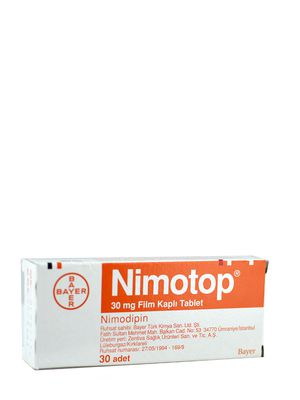 BAYER
BAYER
Nimotop®
30 mg Film Kaplı Tablet
Nimodipin
Ruhsat sahibi: Bayer Türk Kimya San. Ltd. Şti.
Fatih Sultan Mehmet Mah. Balkan Cad. No: 53 34770 Ümraniye/İstanbul
Üretim yeri: Zentiva Sağlık Ürünleri San. ve Tic. A.Ş.
Lüleburgaz/Kırklareli
Ruhsat numarası: 27/05/1994 - 169/9
30 adet
Bayer